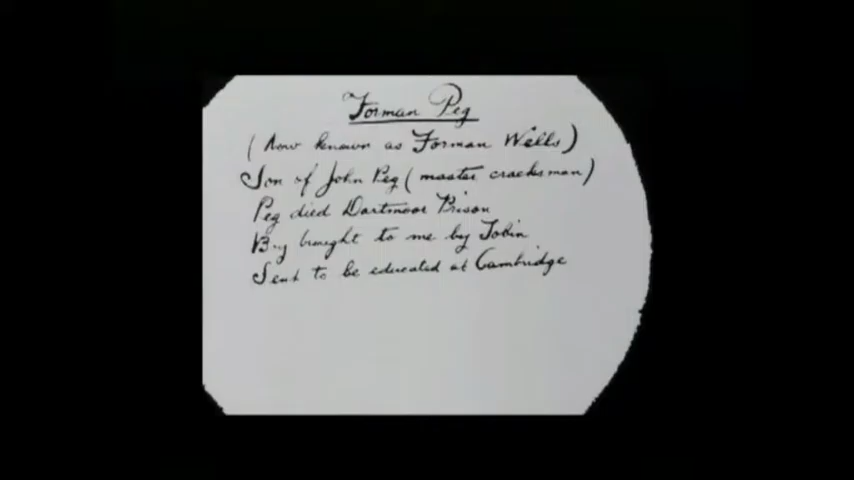 Forman Peg
(Now known as Forman Wells)
Son of John Peg (master cracksman)
Peg died Dartmoor Prison
Boy brought to me by Tobin
Sent to be educated at Cambridge